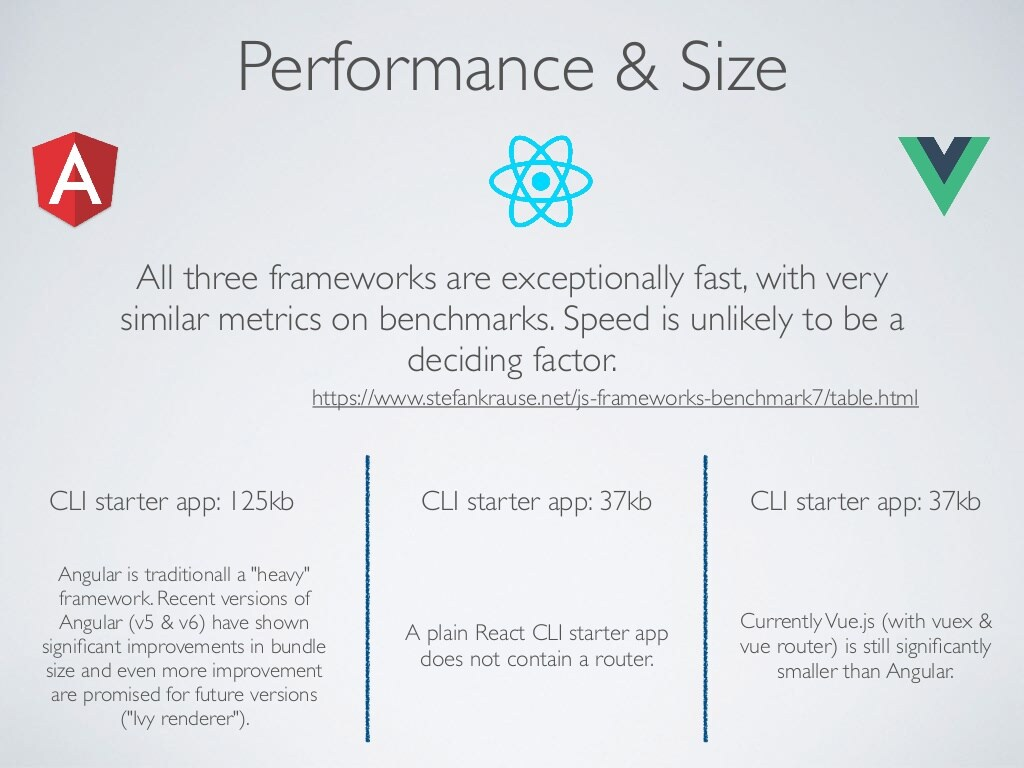 Performance & Size
A
All three frameworks are exceptionally fast, with very
similar metrics on benchmarks. Speed is unlikely to be a
deciding factor.
https://www.stefankrause.net/js-frameworks-benchmark7/table.html
CLI starter app: 125kb
Angular is traditionall a "heavy"
framework. Recent versions of
Angular (v5 & v6) have shown
significant improvements in bundle
size and even more improvement
are promised for future versions
("Ivy renderer").
CLI starter app: 37kb
A plain React CLI starter app
does not contain a router.
CLI starter app: 37kb
Currently Vue.js (with vuex &
vue router) is still significantly
smaller than Angular.